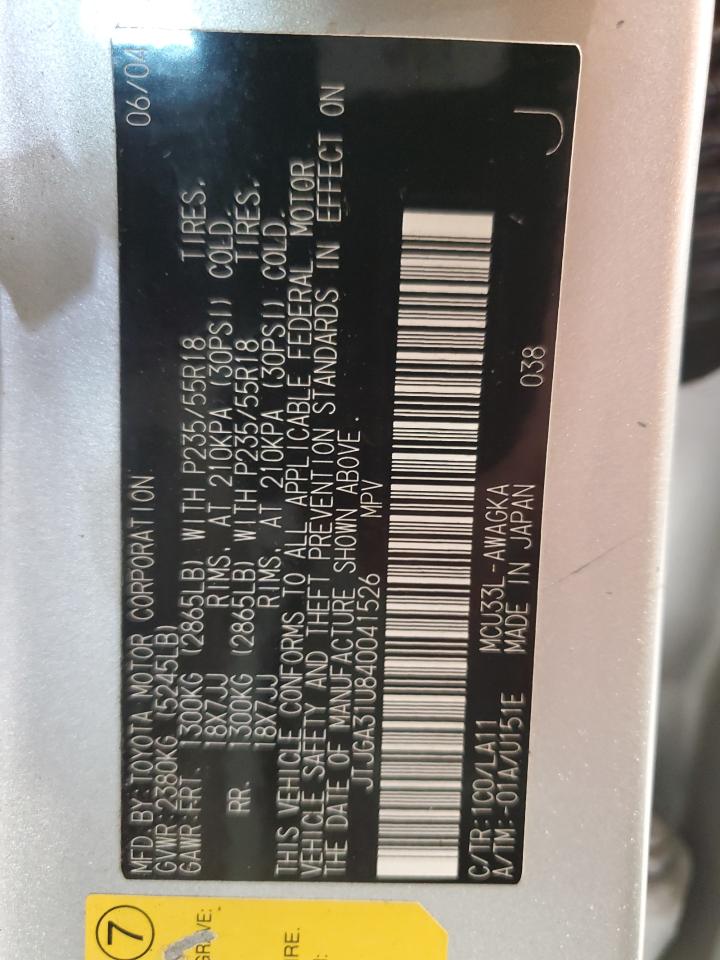 MFD.BY:TOYOTA MOTOR CORPORATION 06/04
GVWR:2380KG (5245LB)
GAWR:FRT. 1300KG (2865LB) WITH P235/55R18 TIRES,
18X7JJ RIMS, AT 210KPA (30PSI) COLD.
RR. 1300KG (2865LB) WITH P235/55R18 TIRES,
18X7JJ RIMS, AT 210KPA (30PSI) COLD.
THIS VEHICLE CONFORMS TO ALL APPLICABLE FEDERAL MOTOR
VEHICLE SAFETY AND THEFT PREVENTION STANDARDS IN EFFECT ON
THE DATE OF MANUFACTURE SHOWN ABOVE.
JTJGA31U840041526 MPV
C/TR:1C0/LA11 MCU33L-AWAGKA
A/TM:-01A/U151E MADE IN JAPAN 038 J
7